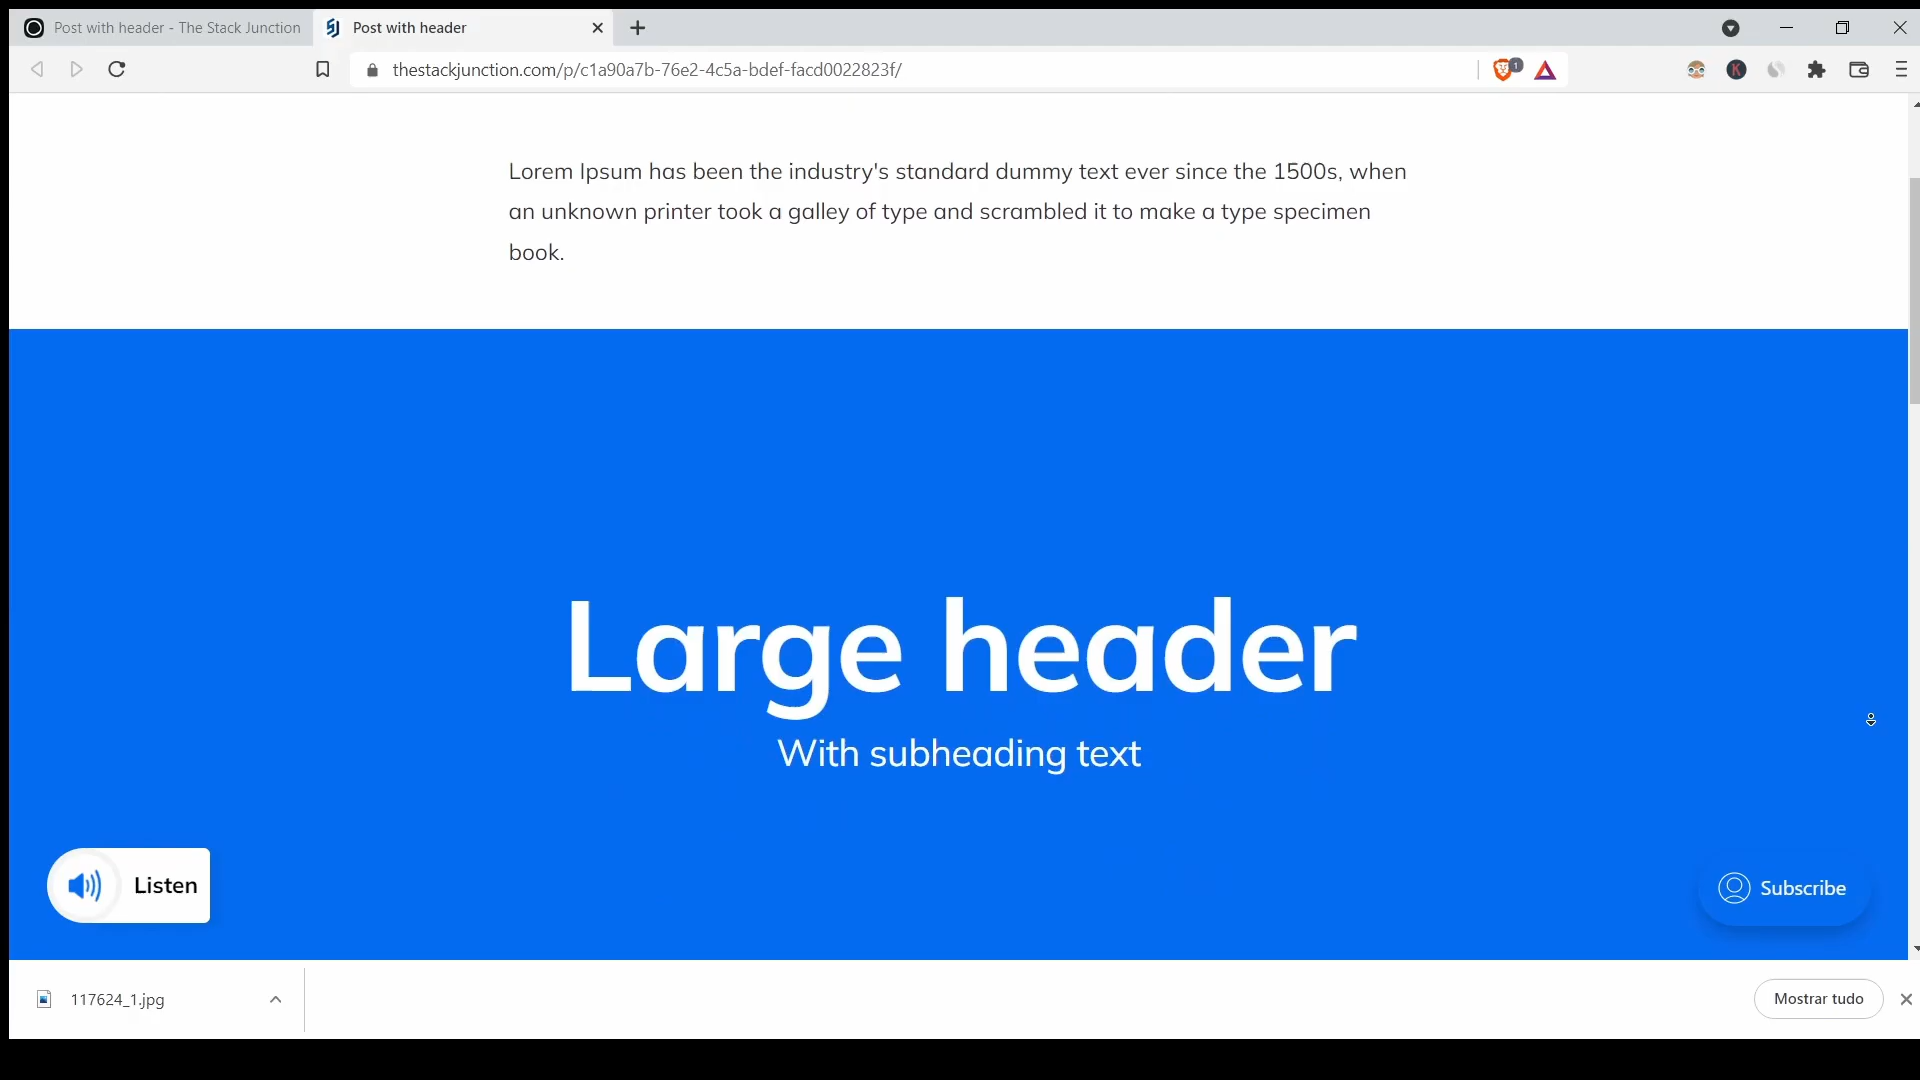 Post with header - The Stack Junction
Post with header
thestackjunction.com/p/c1a90a7b-76e2-4c5a-bdef-facd0022823f/
1
K
Lorem Ipsum has been the industry's standard dummy text ever since the 1500s, when
an unknown printer took a galley of type and scrambled it to make a type specimen
book.
Large header
With subheading text
Listen
Subscribe
117624_1.jpg
Mostrar tudo